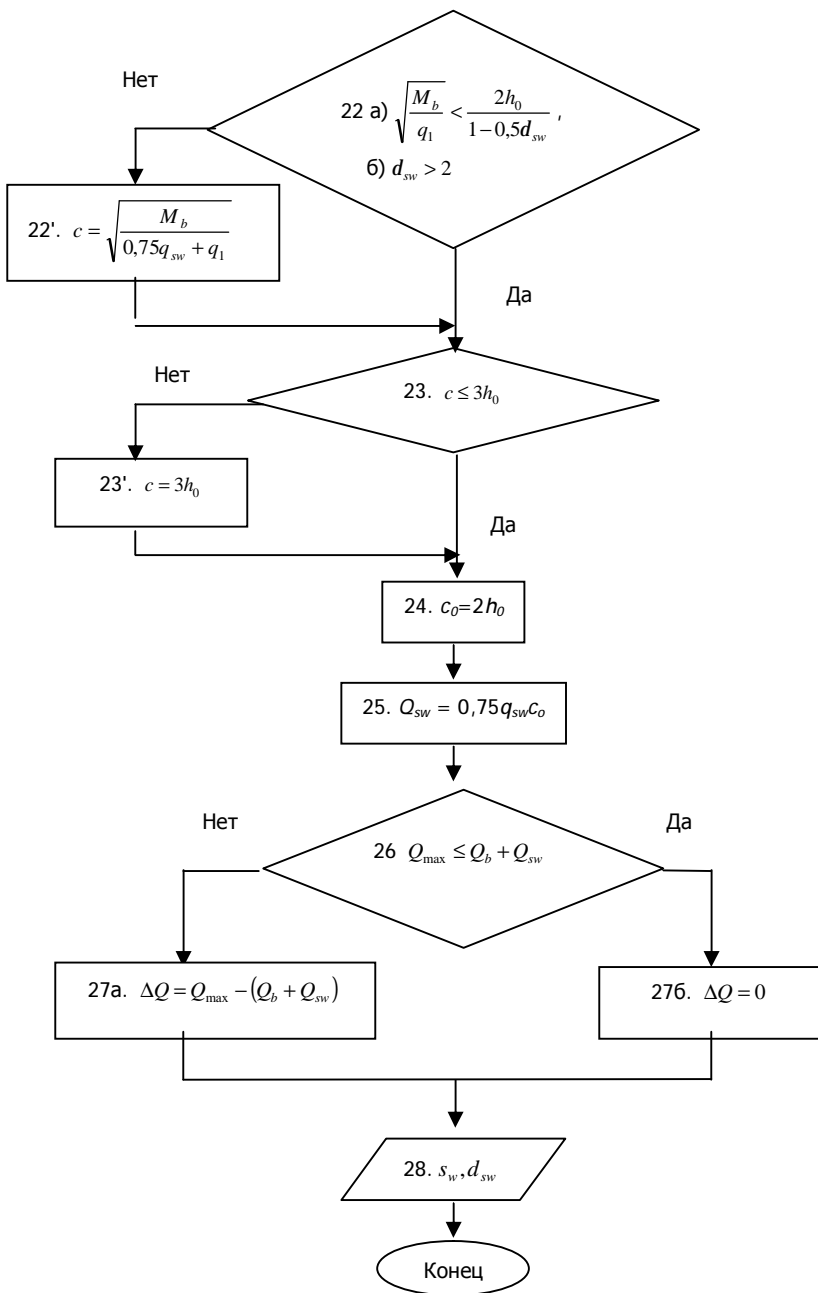 Нет
22 а) √(M_b/q_1) < 2h_0/(1−0,5d_sw) ,
б) d_sw > 2
22'. c = √(M_b/(0,75q_sw + q_1))
Да
Нет
23. c ≤ 3h_0
23'. c = 3h_0
Да
24. c_0=2h_0
25. Q_sw = 0,75q_swc_o
Нет
Да
26 Q_max ≤ Q_b + Q_sw
27а. ΔQ = Q_max − (Q_b + Q_sw)
27б. ΔQ = 0
28. s_w, d_sw
Конец